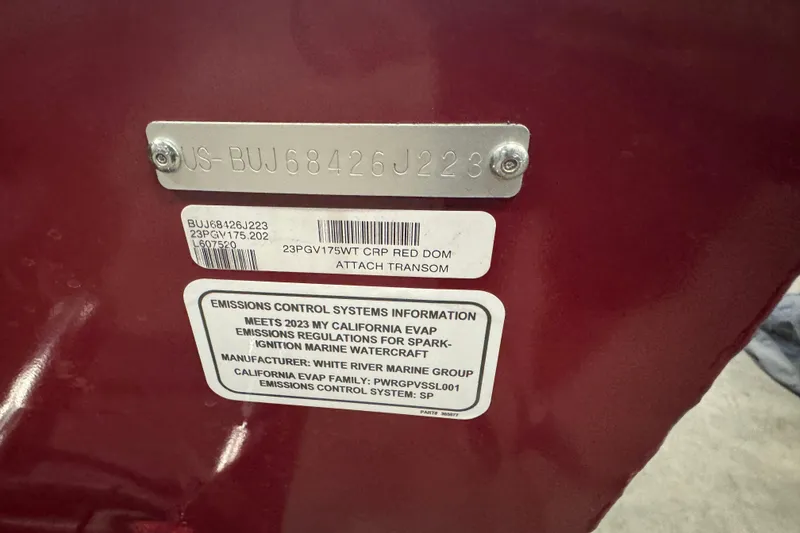 US-BUJ68426J223
BUJ68426J223
23PGV175.202
L607520
23PGV175WT CRP RED DOM
ATTACH TRANSOM
EMISSIONS CONTROL SYSTEMS INFORMATION
MEETS 2023 MY CALIFORNIA EVAP
EMISSIONS REGULATIONS FOR SPARK-
IGNITION MARINE WATERCRAFT
MANUFACTURER: WHITE RIVER MARINE GROUP
CALIFORNIA EVAP FAMILY: PWRGPVSSL001
EMISSIONS CONTROL SYSTEM: SP
PART#